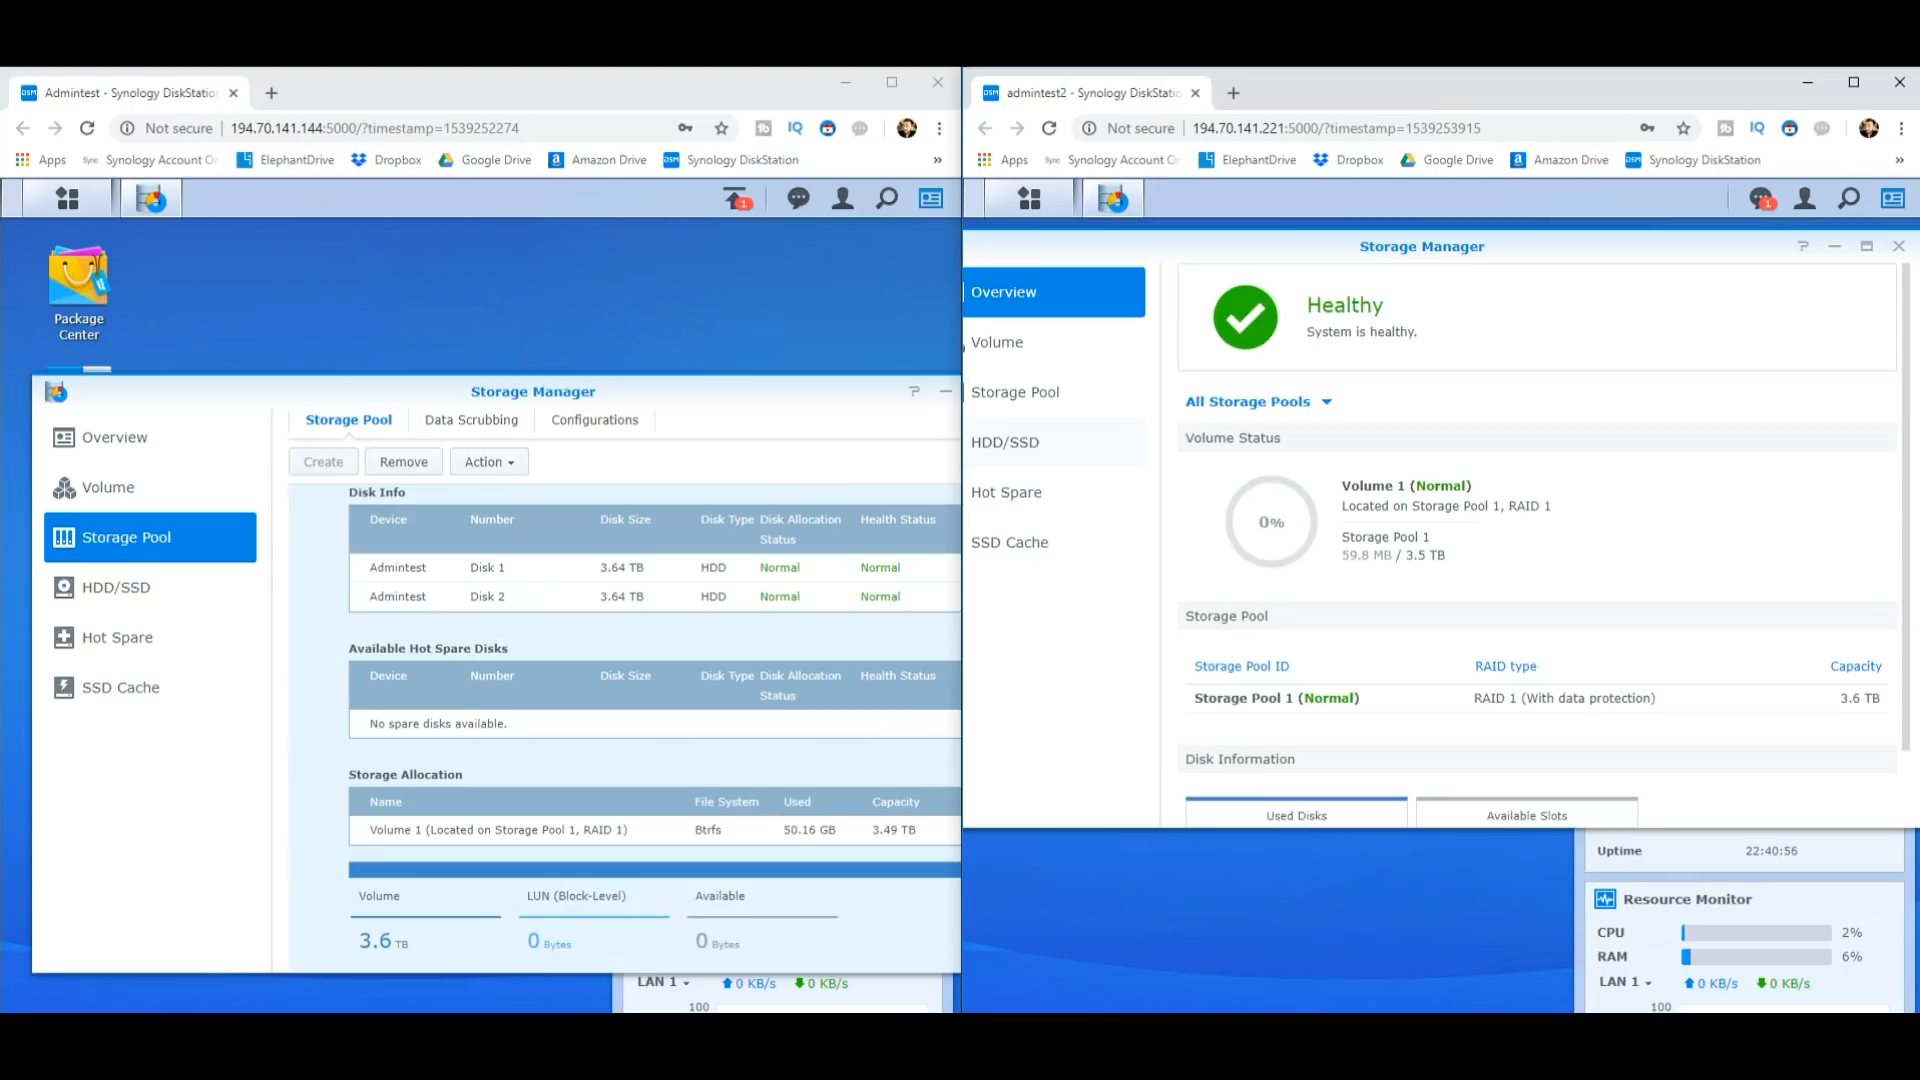 Admintest - Synology DiskStation
Not secure
194.70.141.144:5000/?timestamp=1539252274
IQ
Apps
Synology Account O
ElephantDrive
Dropbox
Google Drive
Amazon Drive
DSM
Synology DiskStation
»
1
Package
Center
Storage Manager
?
Overview
Volume
Storage Pool
HDD/SSD
Hot Spare
SSD Cache
Storage Pool
Data Scrubbing
Configurations
Create
Remove
Action
Disk Info
Device Number Disk Size Disk Type Disk Allocation Health Status
Status
Admintest Disk 1 3.64 TB HDD Normal Normal
Admintest Disk 2 3.64 TB HDD Normal Normal
Available Hot Spare Disks
Device Number Disk Size Disk Type Disk Allocation Health Status
Status
No spare disks available.
Storage Allocation
Name File System Used Capacity
Volume 1 (Located on Storage Pool 1, RAID 1) Btrfs 50.16 GB 3.49 TB
Volume LUN (Block-Level) Available
3.6 TB 0 Bytes 0 Bytes
LAN 1 0 KB/s 0 KB/s
100
DSM
admintest2 - Synology DiskStatio
Not secure
194.70.141.221:5000/?timestamp=1539253915
IQ
Apps
Synology Account O
ElephantDrive
Dropbox
Google Drive
Amazon Drive
DSM
Synology DiskStation
»
1
Storage Manager
?
Overview
Volume
Storage Pool
HDD/SSD
Hot Spare
SSD Cache
Healthy
System is healthy.
All Storage Pools
Volume Status
0%
Volume 1 (Normal)
Located on Storage Pool 1, RAID 1
Storage Pool 1
59.8 MB / 3.5 TB
Storage Pool
Storage Pool ID RAID type Capacity
Storage Pool 1 (Normal) RAID 1 (With data protection) 3.6 TB
Disk Information
Used Disks Available Slots
Uptime 22:40:56
Resource Monitor
CPU 2%
RAM 6%
LAN 1 0 KB/s 0 KB/s
100